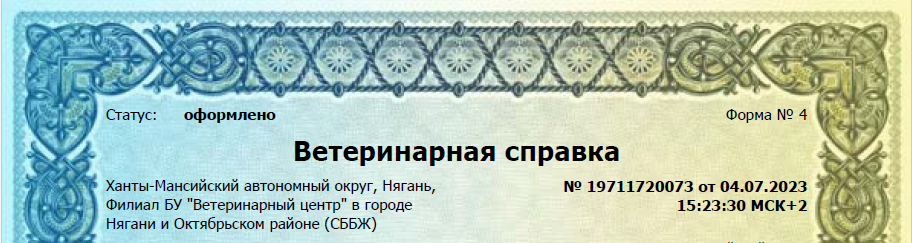 Статус: оформлено Форма № 4
Ветеринарная справка
Ханты-Мансийский автономный округ, Нягань, № 19711720073 от 04.07.2023
Филиал БУ "Ветеринарный центр" в городе 15:23:30 МСК+2
Нягани и Октябрьском районе (СББЖ)